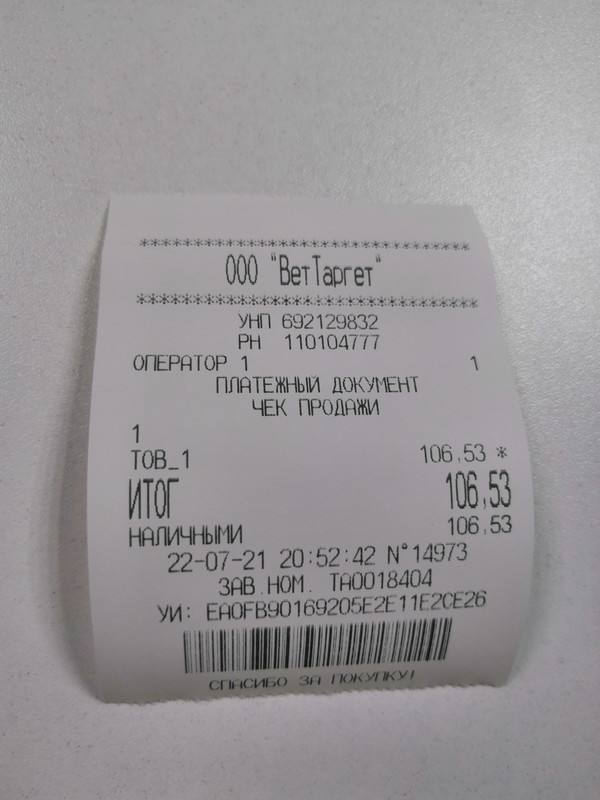 *******************************
ООО "ВетТаргет"
***********************************
УНП 692129832
РН 110104777
ОПЕРАТОР 1 1
ПЛАТЕЖНЫЙ ДОКУМЕНТ
ЧЕК ПРОДАЖИ
1
ТОВ_1 106,53 *
ИТОГ 106,53
НАЛИЧНЫМИ 106,53
22-07-21 20:52:42 N°14973
ЗАВ.НОМ. ТА0018404
УИ: EA0FB90169205E2E11E2CE26
СПАСИБО ЗА ПОКУПКУ!